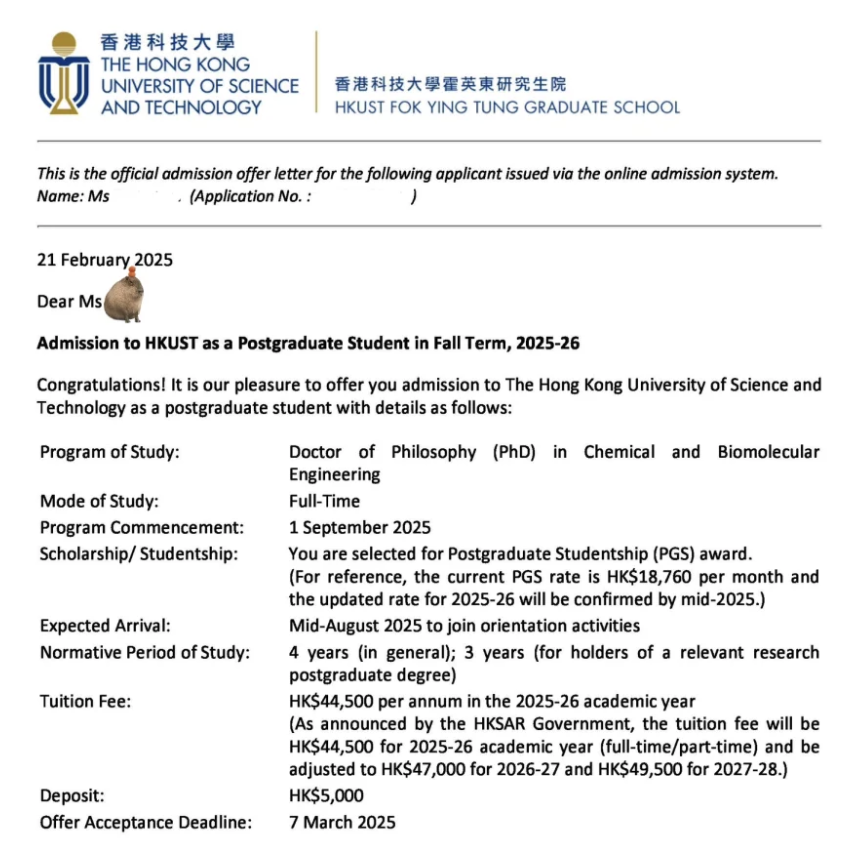 香港科技大學
THE HONG KONG
UNIVERSITY OF SCIENCE
AND TECHNOLOGY
香港科技大學霍英東研究生院
HKUST FOK YING TUNG GRADUATE SCHOOL
This is the official admission offer letter for the following applicant issued via the online admission system.
Name: Ms . (Application No. : )
21 February 2025
Dear Ms
Admission to HKUST as a Postgraduate Student in Fall Term, 2025-26
Congratulations! It is our pleasure to offer you admission to The Hong Kong University of Science and
Technology as a postgraduate student with details as follows:
Program of Study: Doctor of Philosophy (PhD) in Chemical and Biomolecular
Engineering
Mode of Study: Full-Time
Program Commencement: 1 September 2025
Scholarship/ Studentship: You are selected for Postgraduate Studentship (PGS) award.
(For reference, the current PGS rate is HK$18,760 per month and
the updated rate for 2025-26 will be confirmed by mid-2025.)
Expected Arrival: Mid-August 2025 to join orientation activities
Normative Period of Study: 4 years (in general); 3 years (for holders of a relevant research
postgraduate degree)
Tuition Fee: HK$44,500 per annum in the 2025-26 academic year
(As announced by the HKSAR Government, the tuition fee will be
HK$44,500 for 2025-26 academic year (full-time/part-time) and be
adjusted to HK$47,000 for 2026-27 and HK$49,500 for 2027-28.)
Deposit: HK$5,000
Offer Acceptance Deadline: 7 March 2025